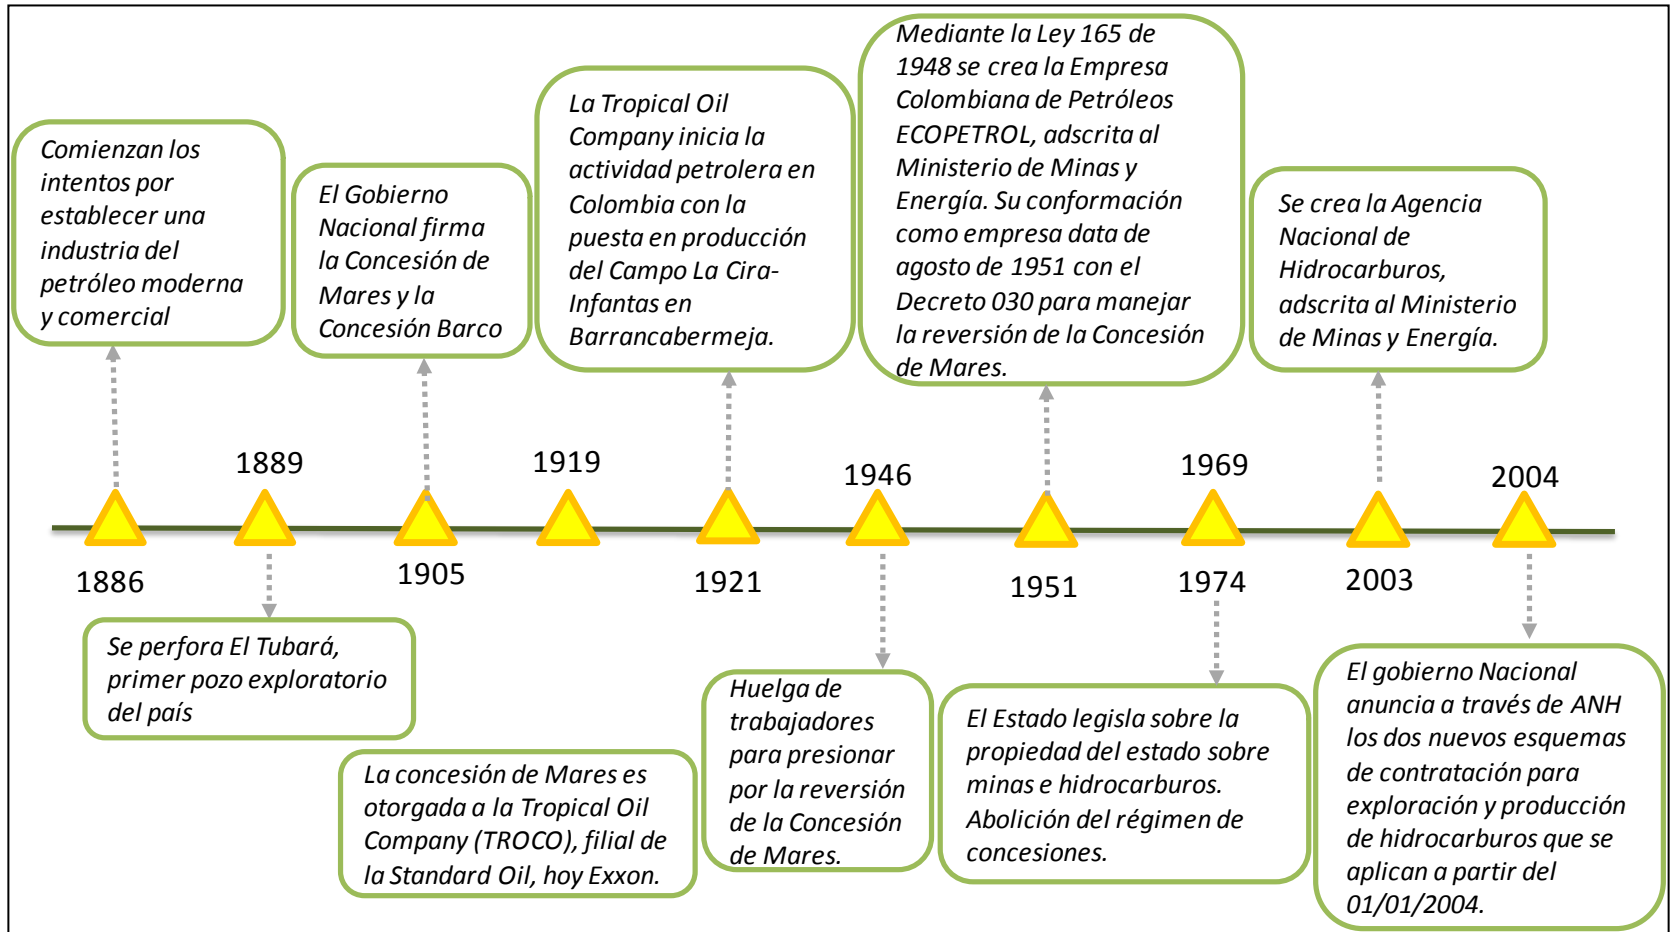 Comienzan los
intentos por
establecer una
industria del
petróleo moderna
y comercial
El Gobierno
Nacional firma
la Concesión de
Mares y la
Concesión Barco
La Tropical Oil
Company inicia la
actividad petrolera en
Colombia con la
puesta en producción
del Campo La Cira-
Infantas en
Barrancabermeja.
Mediante la Ley 165 de
1948 se crea la Empresa
Colombiana de Petróleos
ECOPETROL, adscrita al
Ministerio de Minas y
Energía. Su conformación
como empresa data de
agosto de 1951 con el
Decreto 030 para manejar
la reversión de la Concesión
de Mares.
Se crea la Agencia
Nacional de
Hidrocarburos,
adscrita al Ministerio
de Minas y Energía.
1889
1919
1946
1969
2004
1886
1905
1921
1951
1974
2003
Se perfora El Tubará,
primer pozo exploratorio
del país
La concesión de Mares es
otorgada a la Tropical Oil
Company (TROCO), filial de
la Standard Oil, hoy Exxon.
Huelga de
trabajadores
para presionar
por la reversión
de la Concesión
de Mares.
El Estado legisla sobre la
propiedad del estado sobre
minas e hidrocarburos.
Abolición del régimen de
concesiones.
El gobierno Nacional
anuncia a través de ANH
los dos nuevos esquemas
de contratación para
exploración y producción
de hidrocarburos que se
aplican a partir del
01/01/2004.